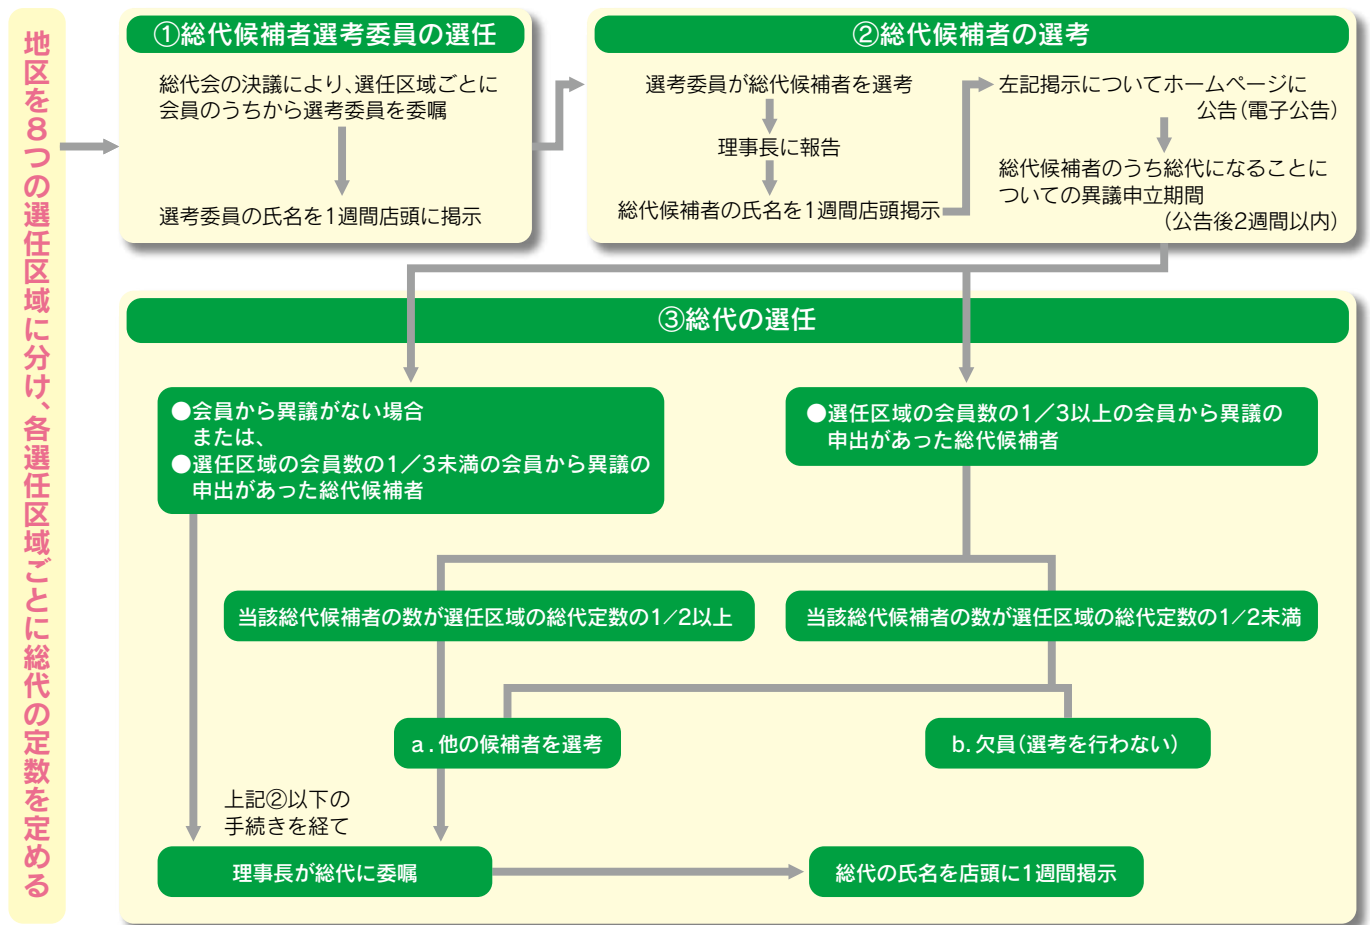 地区を8つの選任区域に分け、各選任区域ごとに総代の定数を定める
①総代候補者選考委員の選任
総代会の決議により、選任区域ごとに
会員のうちから選考委員を委嘱
選考委員の氏名を1週間店頭に掲示
②総代候補者の選考
選考委員が総代候補者を選考
理事長に報告
総代候補者の氏名を1週間店頭掲示
左記掲示についてホームページに
公告(電子公告)
総代候補者のうち総代になることに
ついての異議申立期間
(公告後2週間以内)
③総代の選任
●会員から異議がない場合
または、
●選任区域の会員数の1/3未満の会員から異議の
申出があった総代候補者
●選任区域の会員数の1/3以上の会員から異議の
申出があった総代候補者
当該総代候補者の数が選任区域の総代定数の1/2以上
当該総代候補者の数が選任区域の総代定数の1/2未満
a.他の候補者を選考
b.欠員(選考を行わない)
上記②以下の
手続きを経て
理事長が総代に委嘱
総代の氏名を店頭に1週間掲示